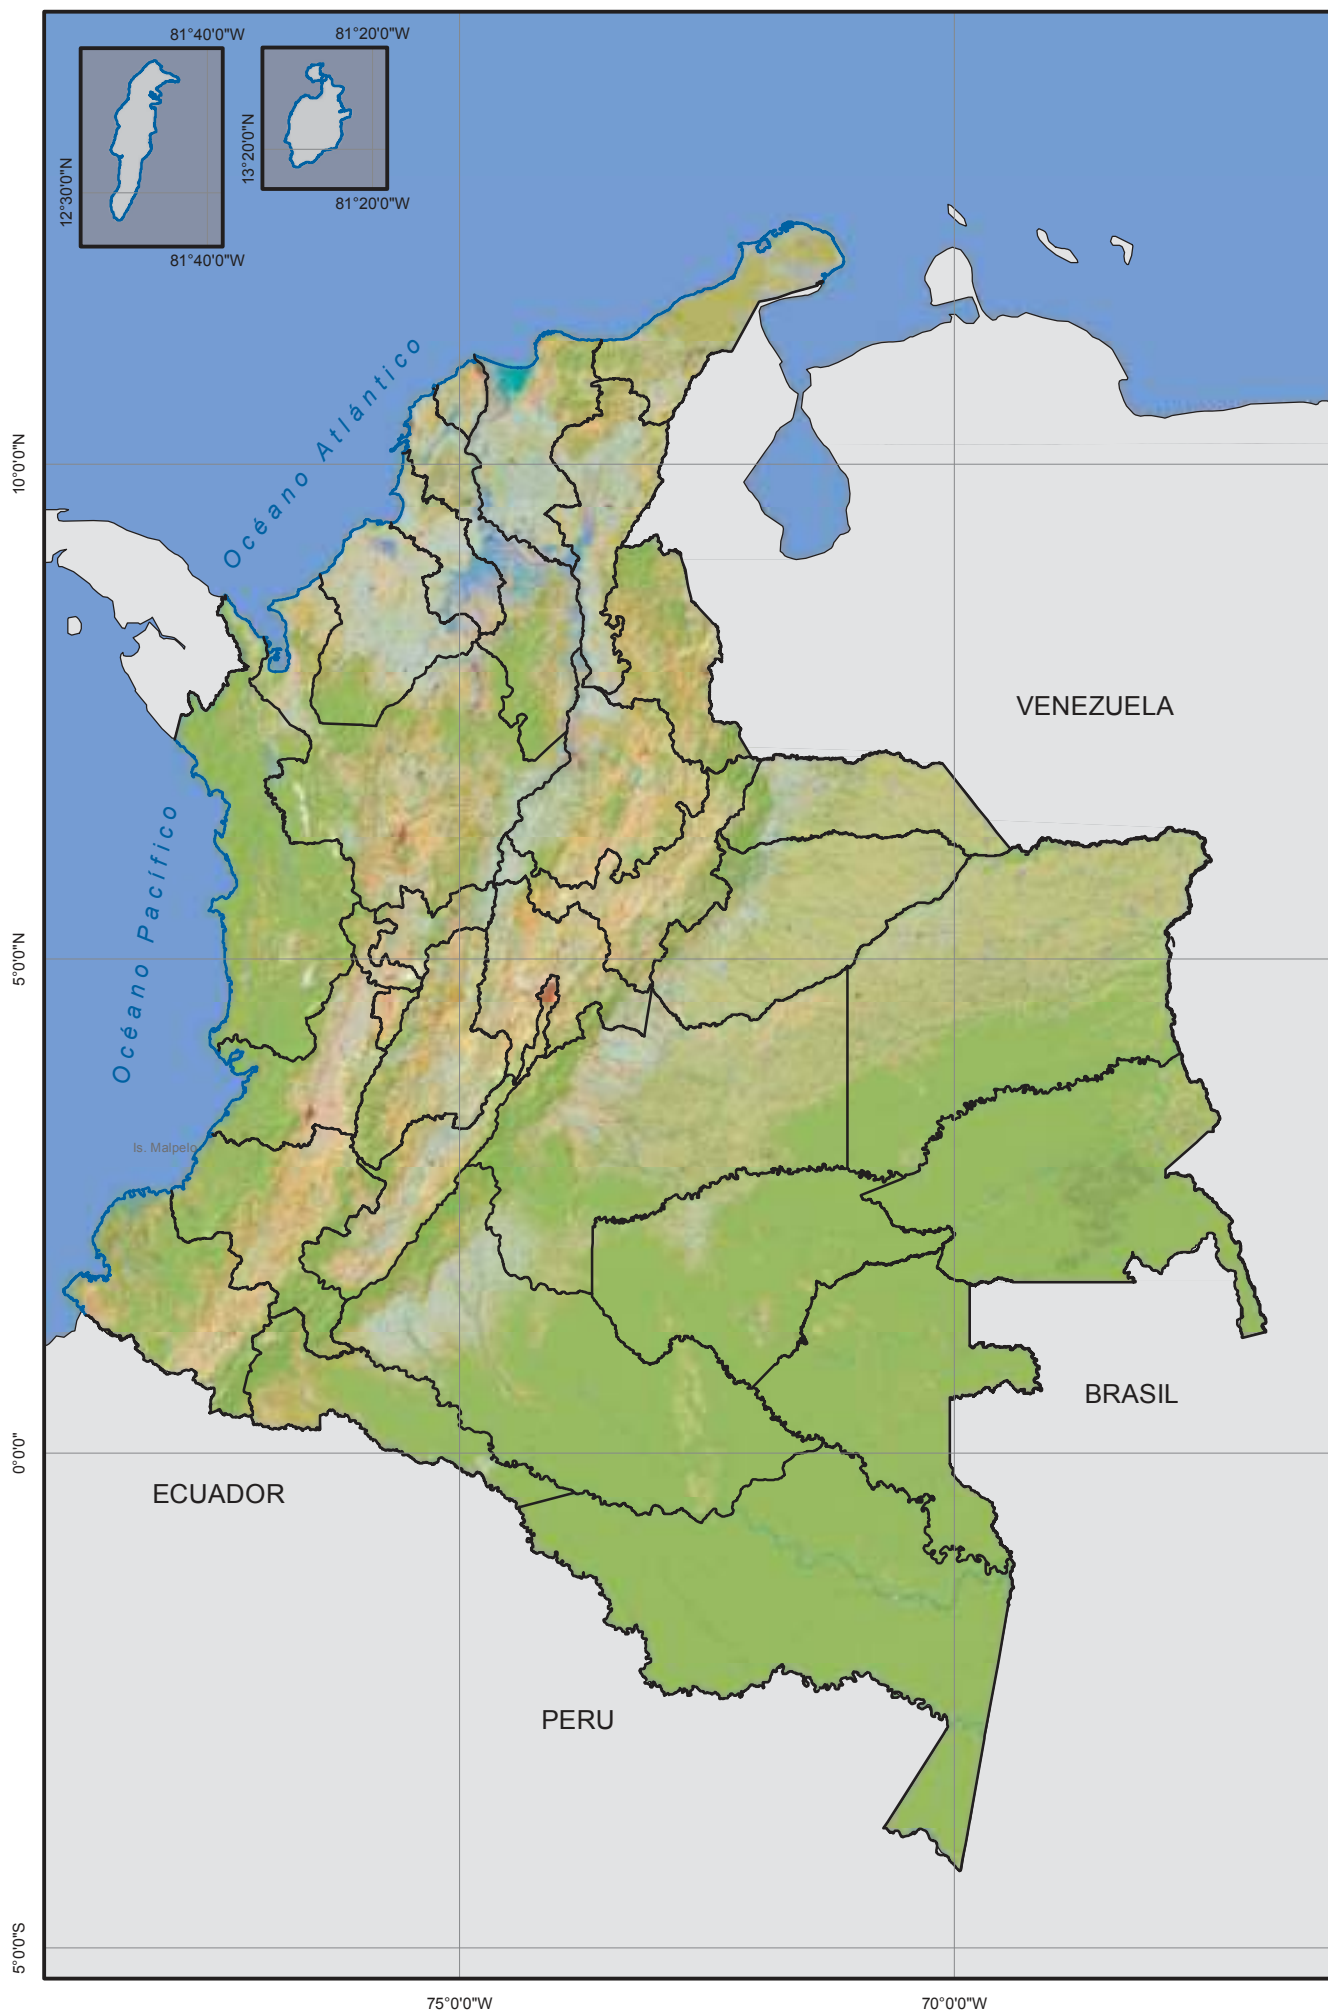 81°40'0"W
81°20'0"W
12°30'0"N
13°20'0"N
81°20'0"W
81°40'0"W
Océano Atlántico
10°0'0"N
VENEZUELA
Océano Pacífico
5°0'0"N
Is. Malpelo
BRASIL
0°0'0"
ECUADOR
PERU
5°0'0"S
75°0'0"W
70°0'0"W